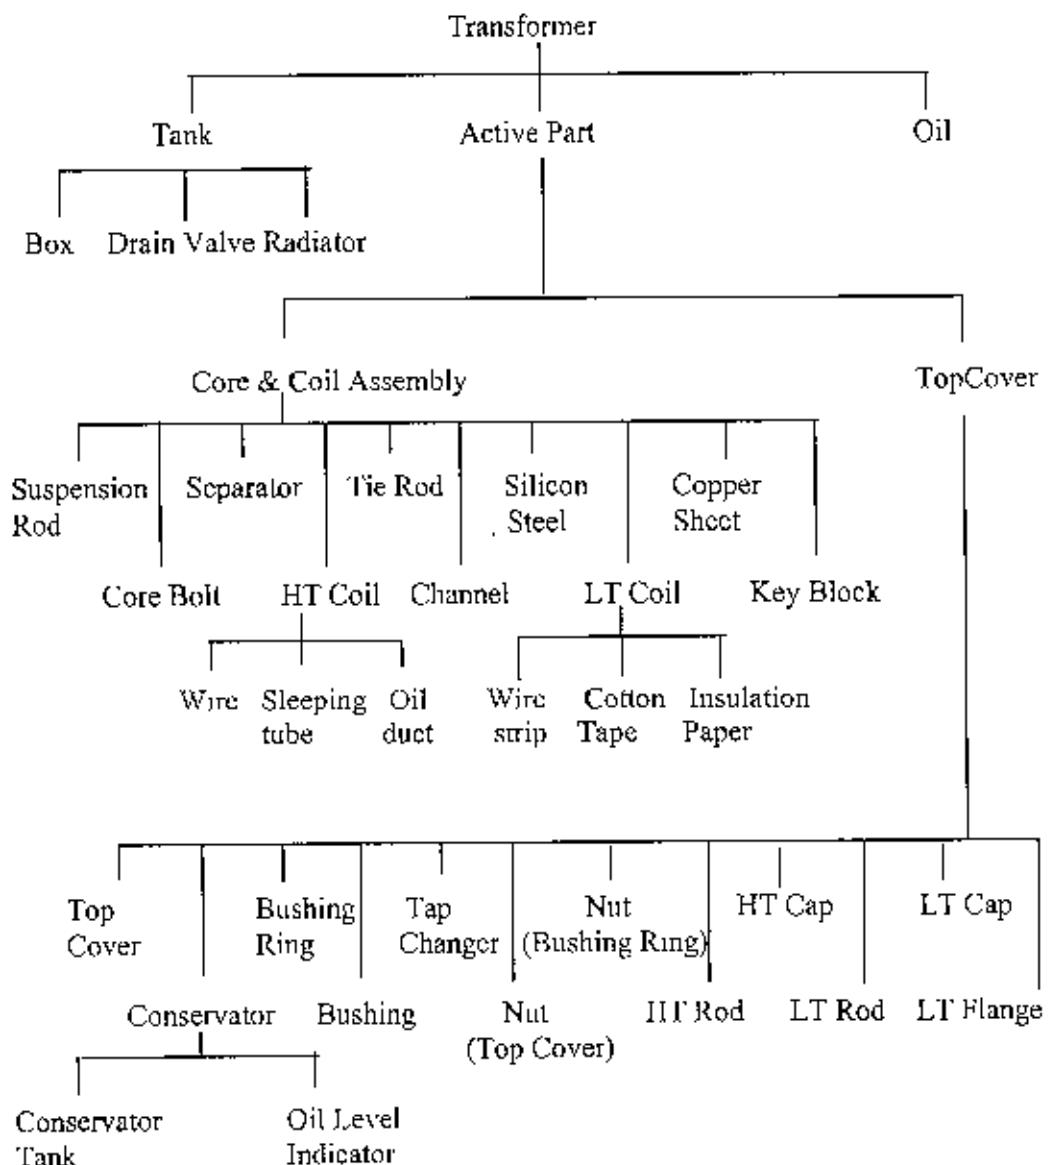 Transformer
Tank Active Part Oil
Box Drain Valve Radiator
Core & Coil Assembly TopCover
Suspension Separator Tie Rod Silicon Copper
Rod Steel Sheet
Core Bolt HT Coil Channel LT Coil Key Block
Wire Sleeping Oil Wire Cotton Insulation
tube duct strip Tape Paper
Top Bushing Tap Nut HT Cap LT Cap
Cover Ring Changer (Bushing Ring)
Conservator Bushing Nut HT Rod LT Rod LT Flange
(Top Cover)
Conservator Oil Level
Tank Indicator